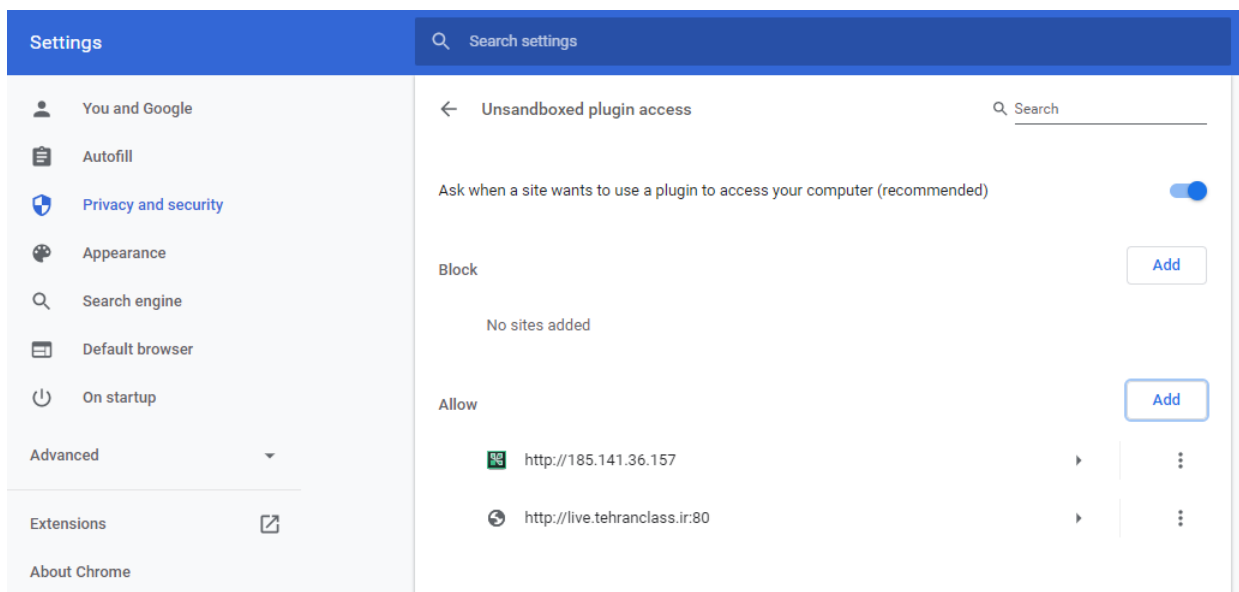 Settings
Search settings
You and Google
Autofill
Privacy and security
Appearance
Search engine
Default browser
On startup
Advanced
Extensions
About Chrome
Unsandboxed plugin access
Search
Ask when a site wants to use a plugin to access your computer (recommended)
Block
Add
No sites added
Allow
Add
http://185.141.36.157
http://live.tehranclass.ir:80